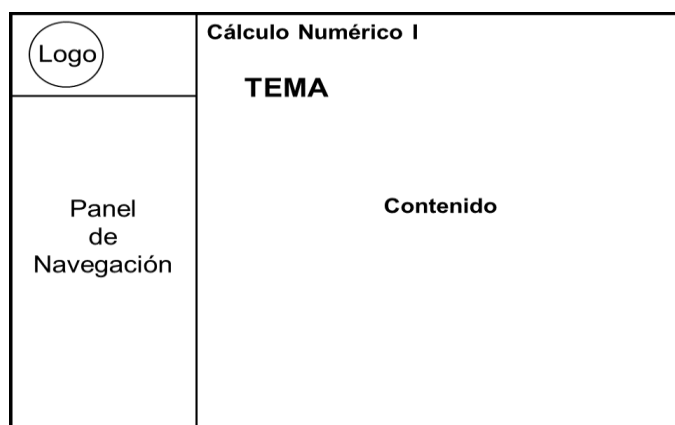 Logo
Cálculo Numérico I
TEMA
Panel
de
Navegación
Contenido